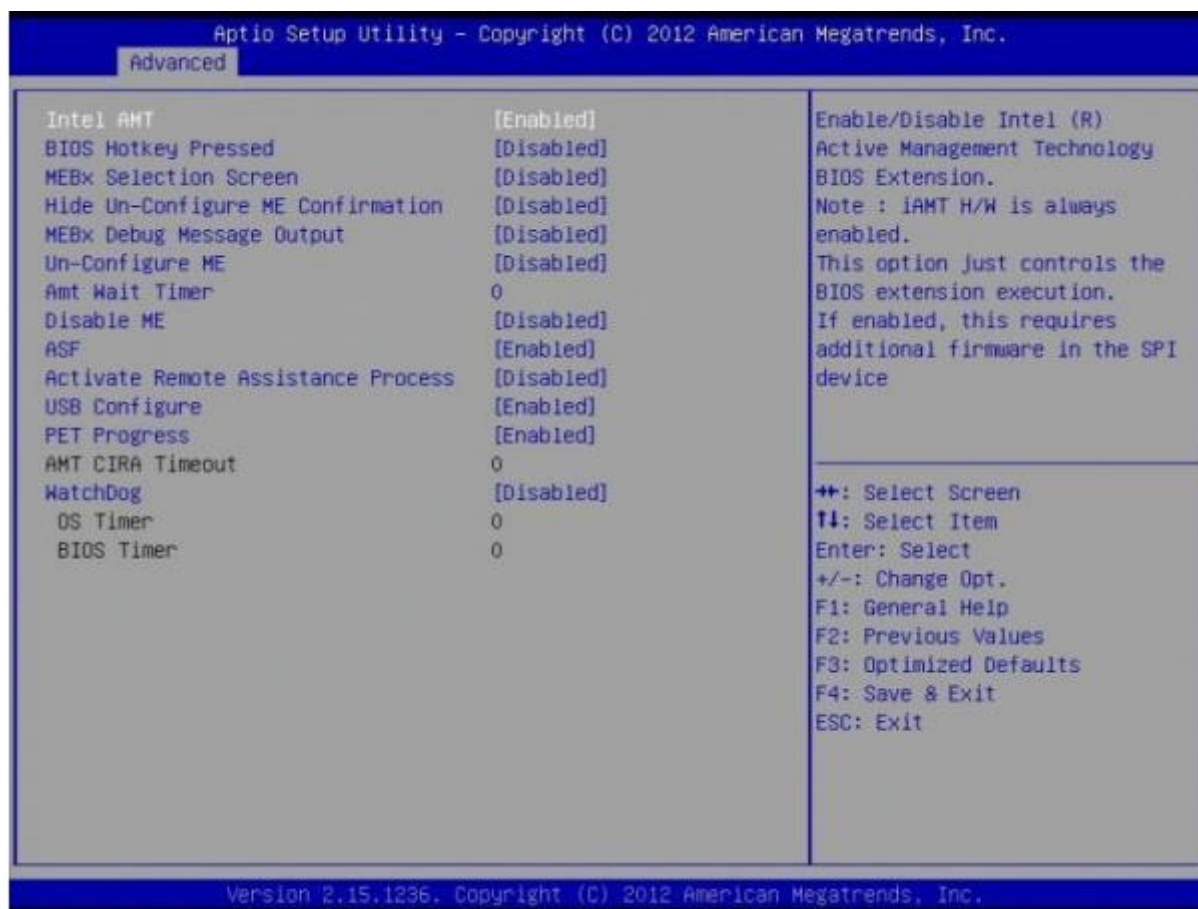 Aptio Setup Utility – Copyright (C) 2012 American Megatrends, Inc.
Advanced
Intel AMT [Enabled]
BIOS Hotkey Pressed [Disabled]
MEBx Selection Screen [Disabled]
Hide Un-Configure ME Confirmation [Disabled]
MEBx Debug Message Output [Disabled]
Un-Configure ME [Disabled]
Amt Wait Timer 0
Disable ME [Disabled]
ASF [Enabled]
Activate Remote Assistance Process [Disabled]
USB Configure [Enabled]
PET Progress [Enabled]
AMT CIRA Timeout 0
WatchDog [Disabled]
OS Timer 0
BIOS Timer 0
Enable/Disable Intel (R)
Active Management Technology
BIOS Extension.
Note : iAMT H/W is always
enabled.
This option just controls the
BIOS extension execution.
If enabled, this requires
additional firmware in the SPI
device
→←: Select Screen
↑↓: Select Item
Enter: Select
+/-: Change Opt.
F1: General Help
F2: Previous Values
F3: Optimized Defaults
F4: Save & Exit
ESC: Exit
Version 2.15.1236. Copyright (C) 2012 American Megatrends, Inc.